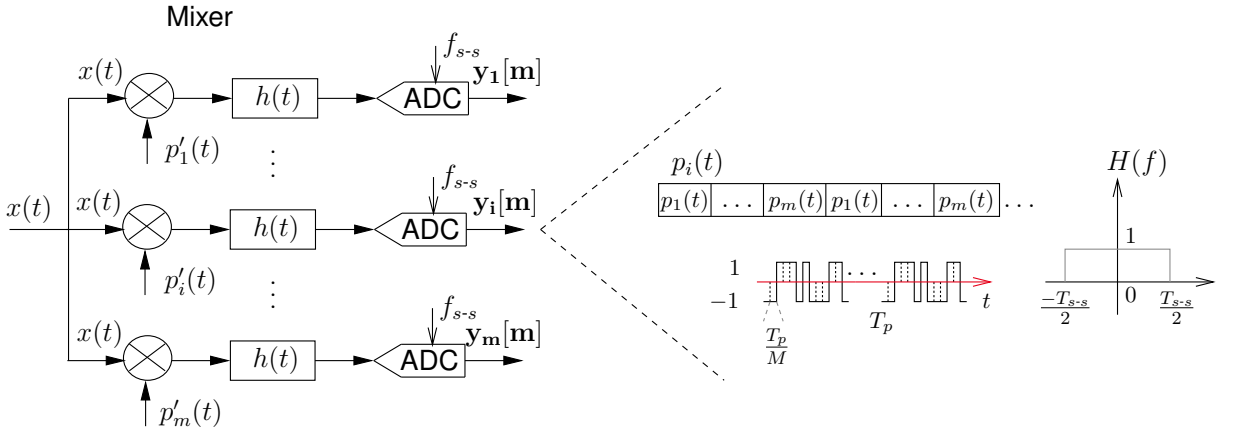 Mixer
x(t)
h(t)
f_{s-s}
ADC
y_1[m]
p'_1(t)
⋮
⋮
x(t)
x(t)
h(t)
f_{s-s}
ADC
y_i[m]
p'_i(t)
⋮
⋮
x(t)
h(t)
f_{s-s}
ADC
y_m[m]
p'_m(t)
p_i(t)
p_1(t) ... p_m(t) p_1(t) ... p_m(t) ...
1
...
-1
t
T_p/M
T_p
H(f)
1
0
-T_{s-s}/2
T_{s-s}/2